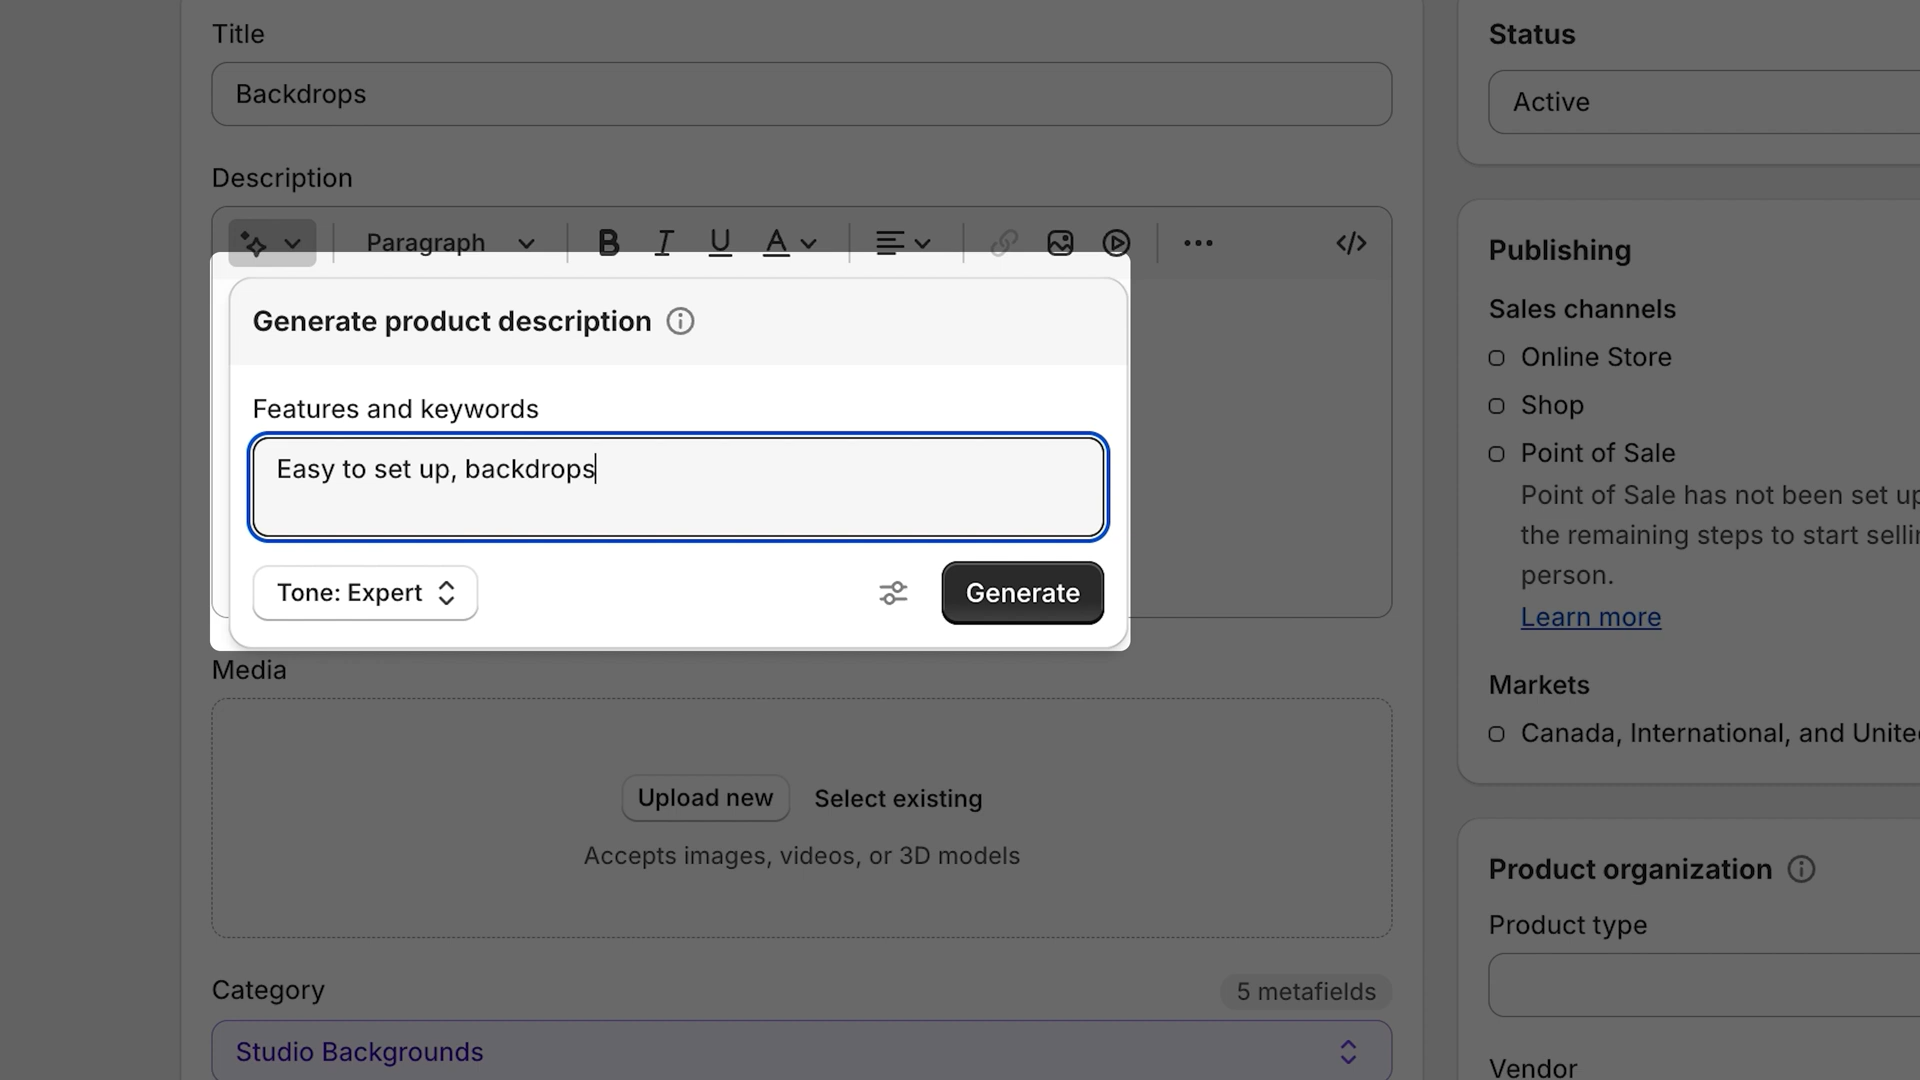 Title
Backdrops
Description
Paragraph
B I U A
Generate product description
Features and keywords
Easy to set up, backdrops
Tone: Expert
Generate
Media
Upload new
Select existing
Accepts images, videos, or 3D models
Category
5 metafields
Studio Backgrounds
Status
Active
Publishing
Sales channels
Online Store
Shop
Point of Sale
Point of Sale has not been set up
the remaining steps to start
person.
Learn more
Markets
Canada, International, and
Product organization
Product type
Vendor